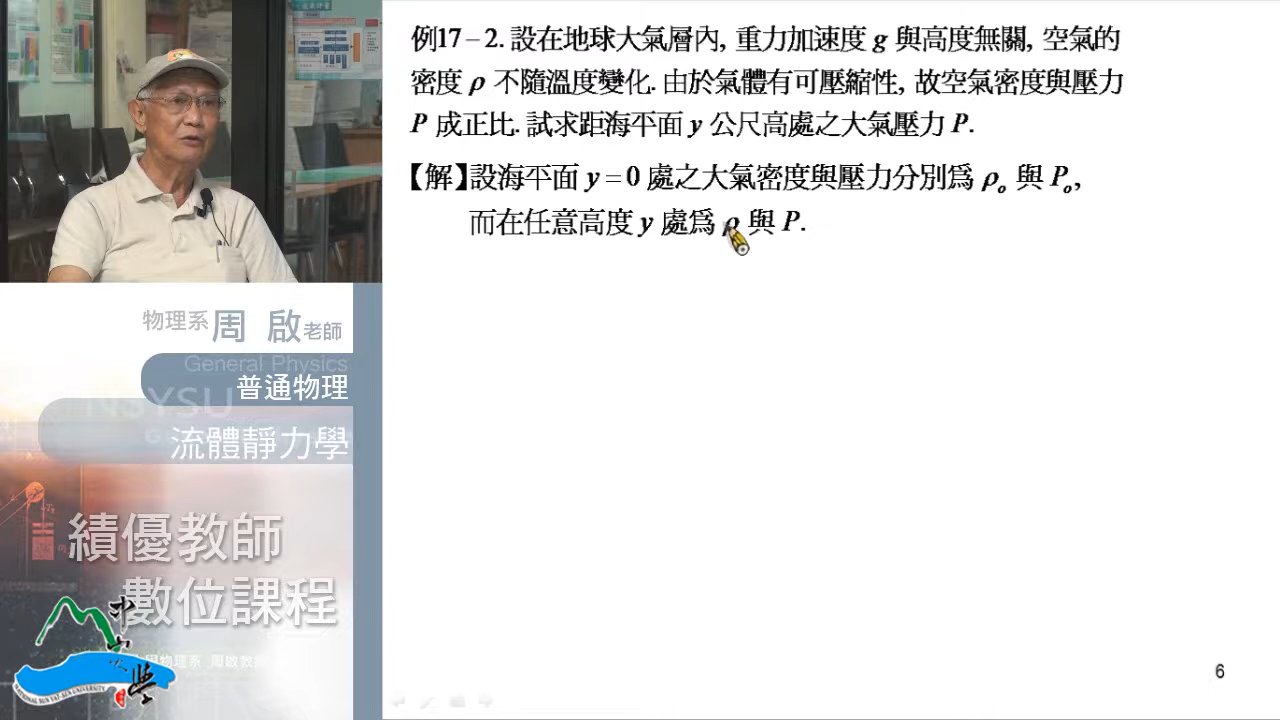 例17-2. 設在地球大氣層內, 重力加速度 g 與高度無關, 空氣的
密度 ρ 不隨溫度變化. 由於氣體有可壓縮性, 故空氣密度與壓力
P 成正比. 試求距海平面 y 公尺高處之大氣壓力 P.
【解】設海平面 y = 0 處之大氣密度與壓力分別為 ρo 與 Po,
而在任意高度 y 處為 ρ 與 P.
物理系 周 啟 老師
General Physics
普通物理
NSYSU
流體靜力學
績優教師
數位課程
NATIONAL SUN YAT-SEN UNIVERSITY
6